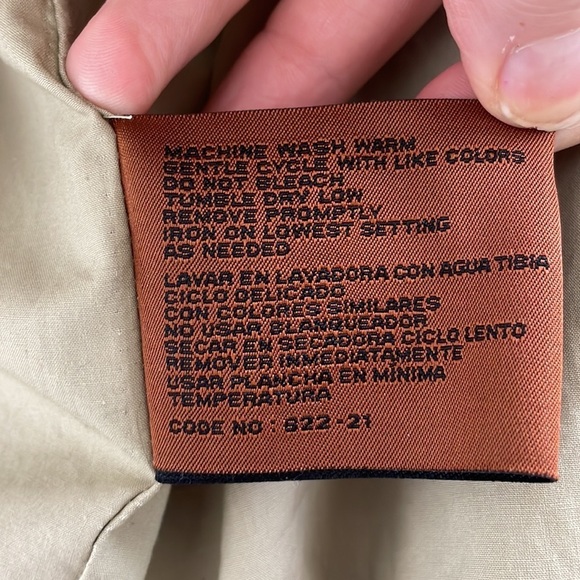 MACHINE WASH WARM
GENTLE CYCLE WITH LIKE COLORS
DO NOT BLEACH
TUMBLE DRY LOW
REMOVE PROMPTLY
IRON ON LOWEST SETTING
AS NEEDED
LAVAR EN LAVADORA CON AGUA TIBIA
CICLO DELICADO
CON COLORES SIMILARES
NO USAR BLANQUEADOR
SECAR EN SECADORA CICLO LENTO
REMOVER IMMEDIATAMENTE
USAR PLANCHA EN MINIMA
TEMPERATURA
CODE NO : S22-21